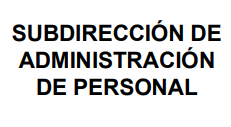 SUBDIRECCIÓN DE
ADMINISTRACIÓN
DE PERSONAL